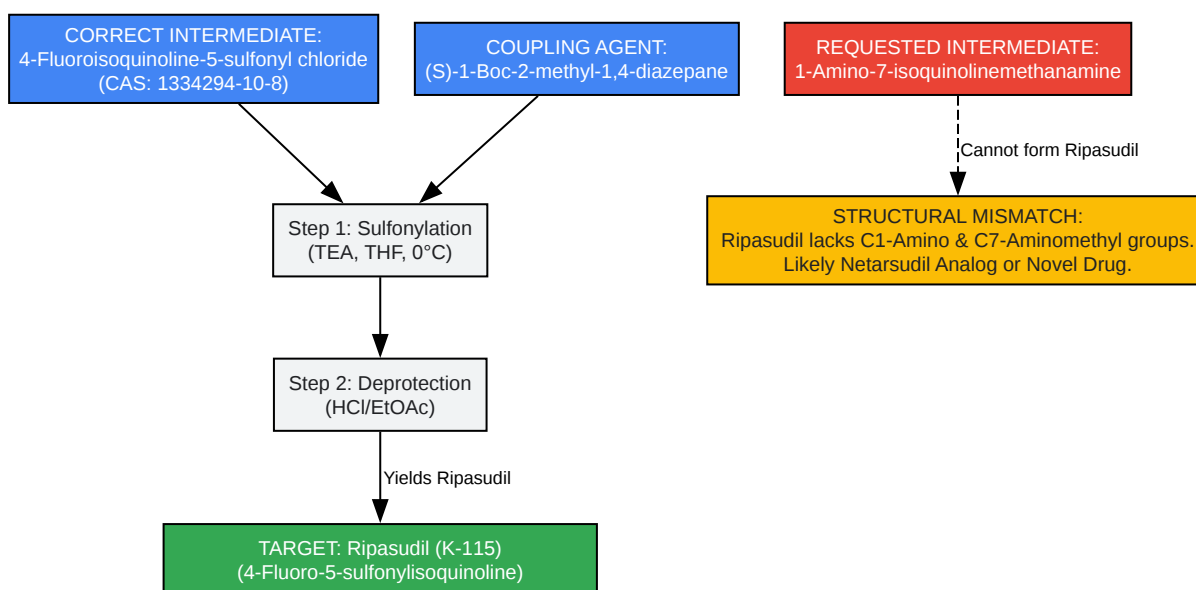 CORRECT INTERMEDIATE:
4-Fluoroisoquinoline-5-sulfonyl chloride
(CAS: 1334294-10-8)
COUPLING AGENT:
(S)-1-Boc-2-methyl-1,4-diazepane
REQUESTED INTERMEDIATE:
1-Amino-7-isoquinolinemethanamine
Cannot form Ripasudil
Step 1: Sulfonylation
(TEA, THF, 0°C)
STRUCTURAL MISMATCH:
Ripasudil lacks C1-Amino & C7-Aminomethyl groups.
Likely Netarsudil Analog or Novel Drug.
Step 2: Deprotection
(HCl/EtOAc)
Yields Ripasudil
TARGET: Ripasudil (K-115)
(4-Fluoro-5-sulfonylisoquinoline)